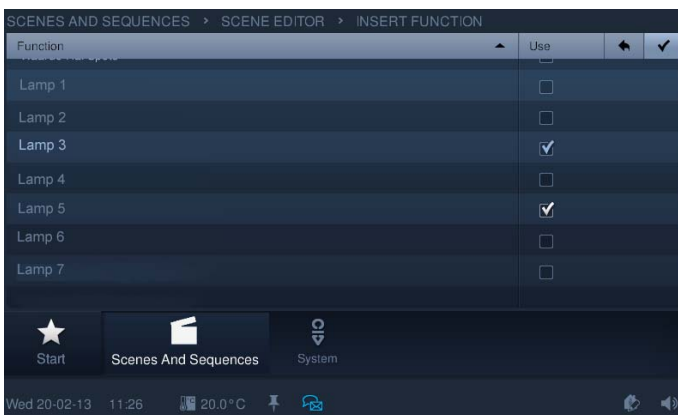 SCENES AND SEQUENCES > SCENE EDITOR > INSERT FUNCTION
Function Use
Lamp 1
Lamp 2
Lamp 3
Lamp 4
Lamp 5
Lamp 6
Lamp 7
Start Scenes And Sequences System
Wed 20-02-13 11:26 20.0°C